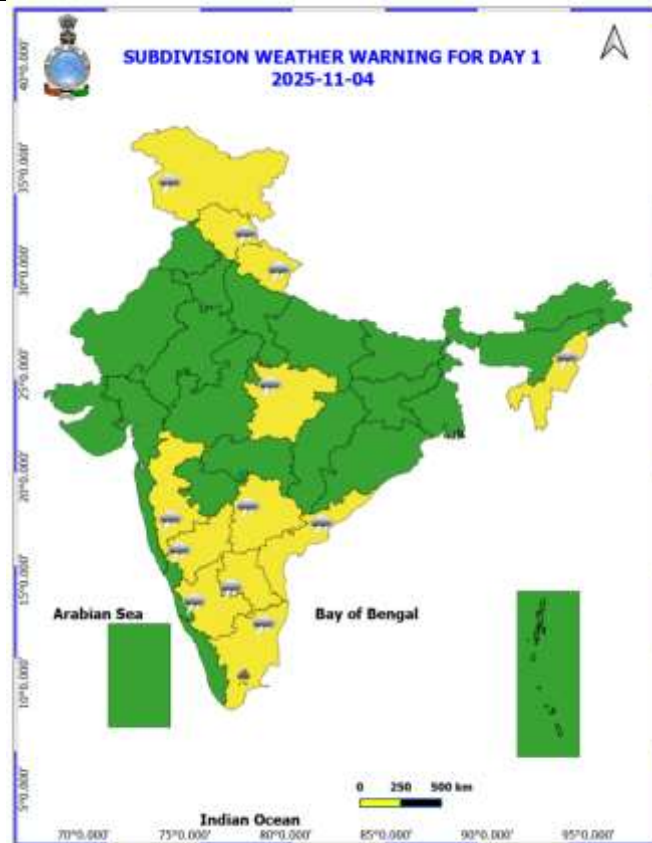 SUBDIVISION WEATHER WARNING FOR DAY 1
2025-11-04
40°0.000'
35°0.000'
30°0.000'
25°0.000'
20°0.000'
15°0.000'
10°0.000'
5°0.000'
Arabian Sea
Bay of Bengal
0 250 500 km
Indian Ocean
70°0.000' 75°0.000' 80°0.000' 90°0.000' 95°0.000'